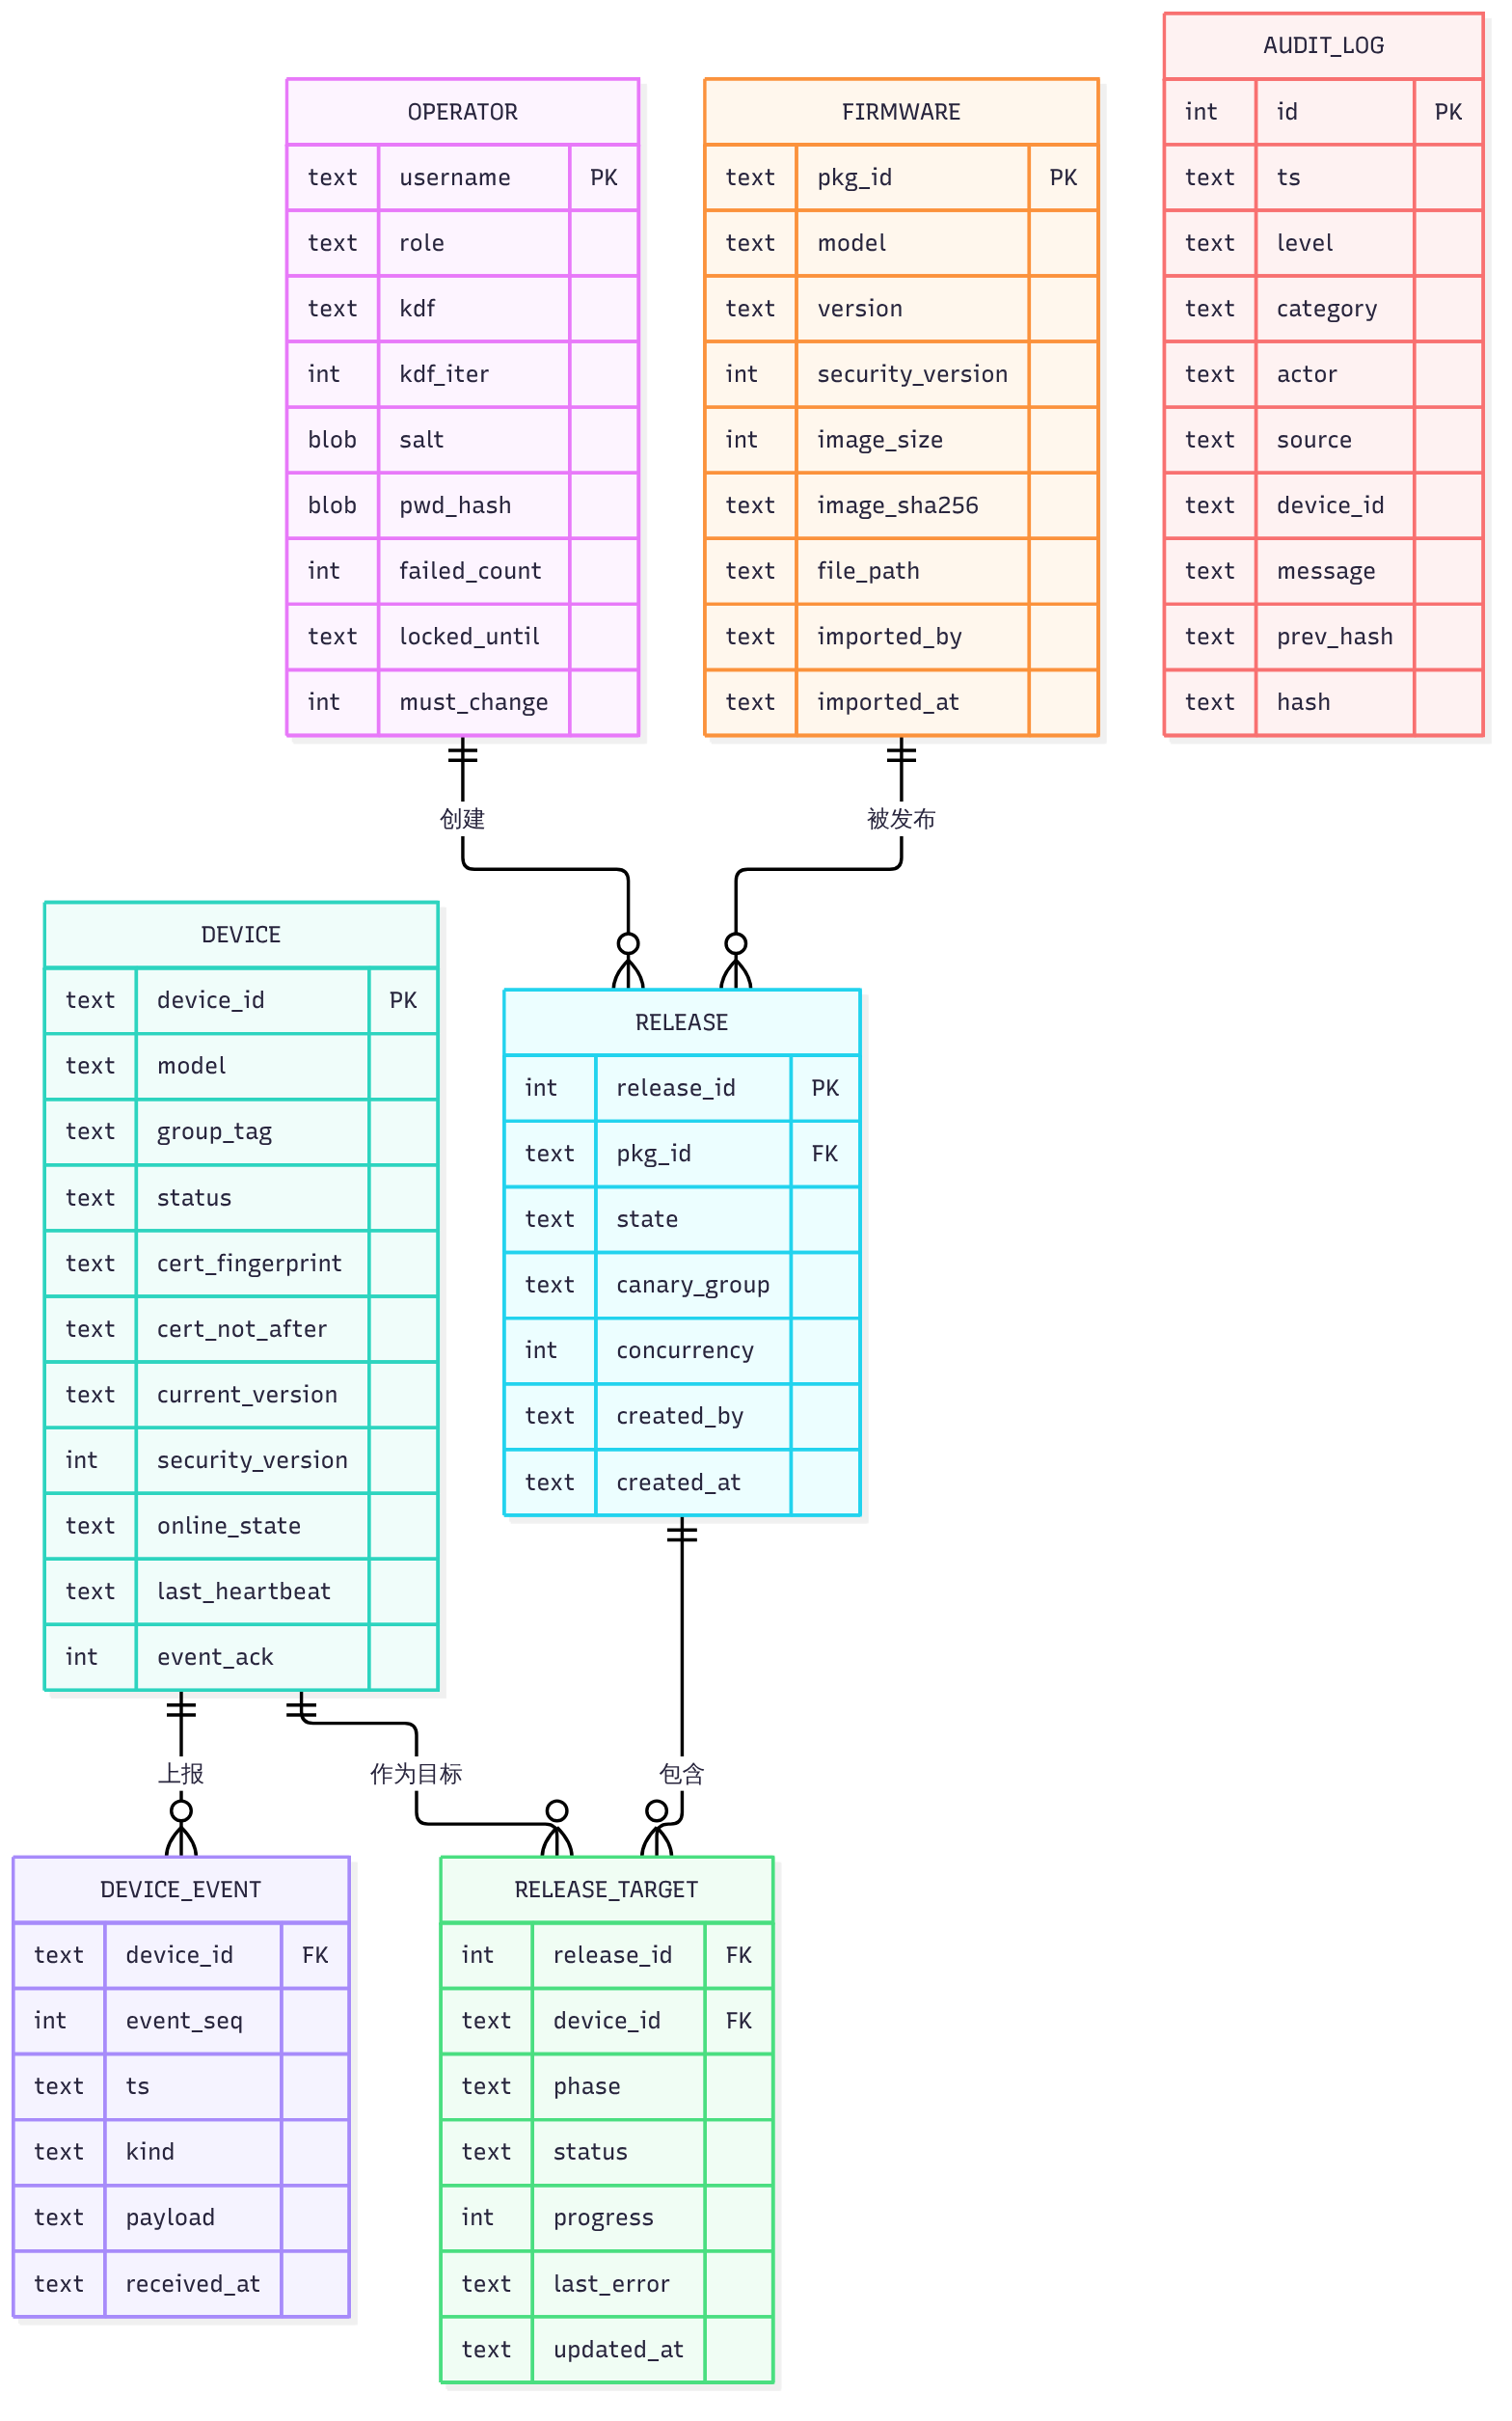 OPERATOR
text username PK
text role
text kdf
int kdf_iter
blob salt
blob pwd_hash
int failed_count
text locked_until
int must_change
FIRMWARE
text pkg_id PK
text model
text version
int security_version
int image_size
text image_sha256
text file_path
text imported_by
text imported_at
AUDIT_LOG
int id PK
text ts
text level
text category
text actor
text source
text device_id
text message
text prev_hash
text hash
创建
被发布
DEVICE
text device_id PK
text model
text group_tag
text status
text cert_fingerprint
text cert_not_after
text current_version
int security_version
text online_state
text last_heartbeat
int event_ack
RELEASE
int release_id PK
text pkg_id FK
text state
text canary_group
int concurrency
text created_by
text created_at
上报
作为目标
包含
DEVICE_EVENT
text device_id FK
int event_seq
text ts
text kind
text payload
text received_at
RELEASE_TARGET
int release_id FK
text device_id FK
text phase
text status
int progress
text last_error
text updated_at